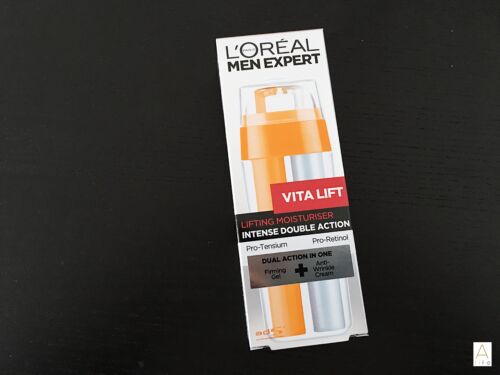 L'ORÉAL
PARIS
MEN EXPERT
VITA LIFT
LIFTING MOISTURISER
INTENSE DOUBLE ACTION
Pro-Tensium Pro-Retinol
DUAL ACTION IN ONE
Firming Gel + Anti-Wrinkle Cream
A